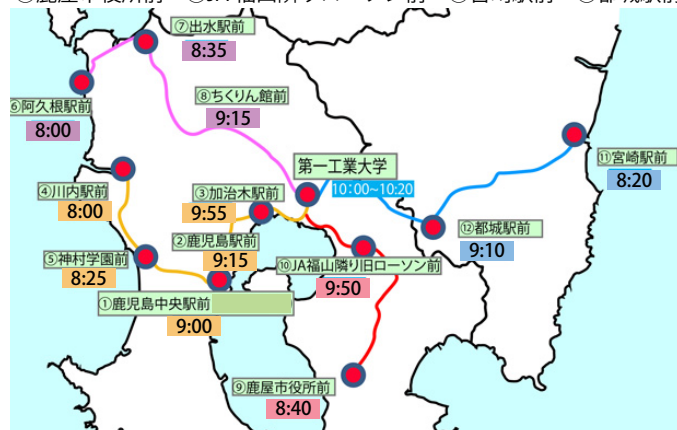 ⑦出水駅前
8:35
⑧ちくりん館前
9:15
⑥阿久根駅前
8:00
第一工業大学
10:00~10:20
⑪宮崎駅前
8:20
④川内駅前
8:00
③加治木駅前
9:55
⑫都城駅前
9:10
②鹿児島駅前
9:15
⑤神村学園前
8:25
⑩JA福山隣り旧ローソン前
9:50
①鹿児島中央駅前
9:00
⑨鹿屋市役所前
8:40